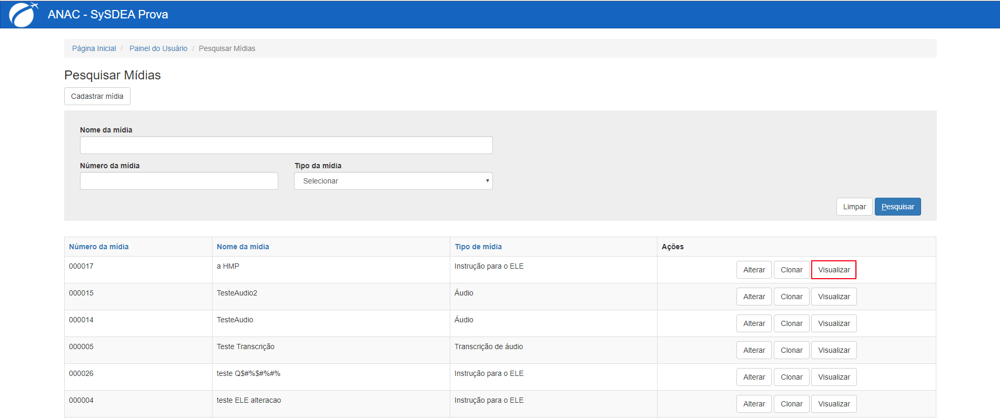 ANAC - SySDEA Prova
Página Inicial / Painel do Usuário / Pesquisar Mídias
Pesquisar Mídias
Cadastrar mídia
Nome da mídia
Número da mídia Tipo da mídia
Selecionar
Limpar Pesquisar
Número da mídia Nome da mídia Tipo de mídia Ações
000017 a HMP Instrução para o ELE Alterar Clonar Visualizar
000015 TesteAudio2 Áudio Alterar Clonar Visualizar
000014 TesteAudio Áudio Alterar Clonar Visualizar
000005 Teste Transcrição Transcrição de áudio Alterar Clonar Visualizar
000026 teste Q$#%$#%#% Instrução para o ELE Alterar Clonar Visualizar
000004 teste ELE alteracao Instrução para o ELE Alterar Clonar Visualizar